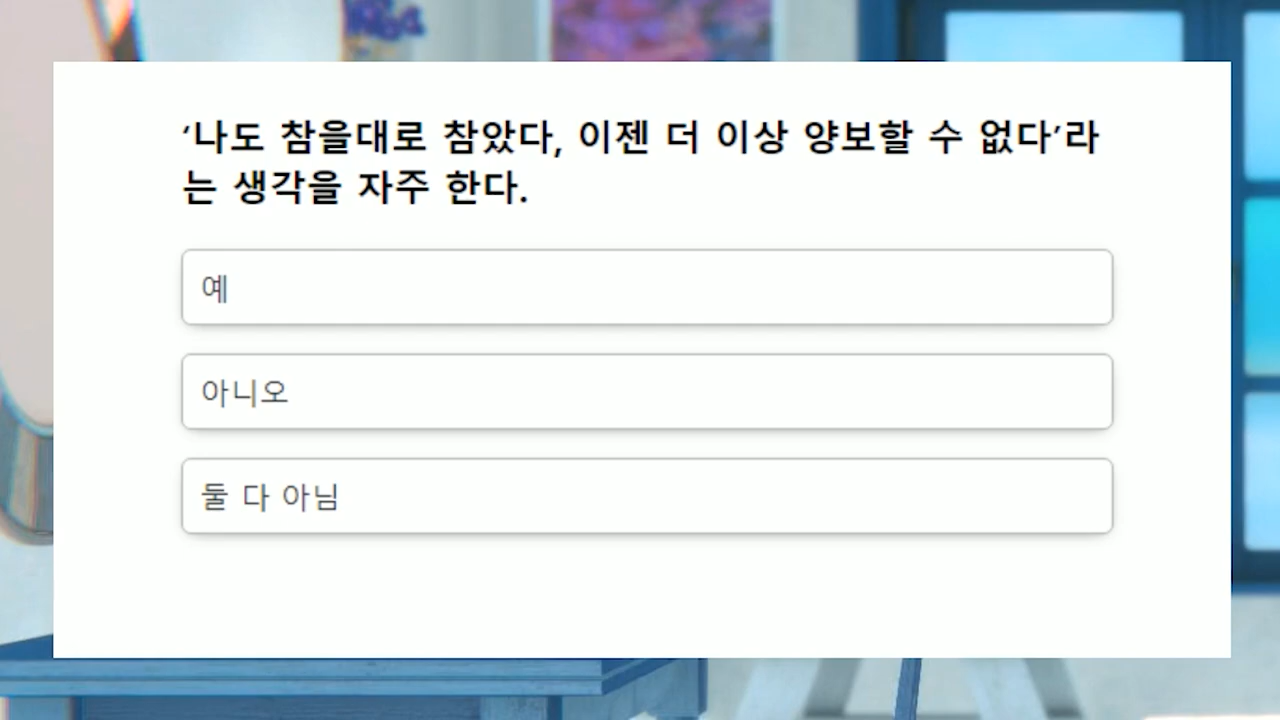 ‘나도 참을대로 참았다, 이젠 더 이상 양보할 수 없다’라
는 생각을 자주 한다.
예
아니오
둘 다 아님